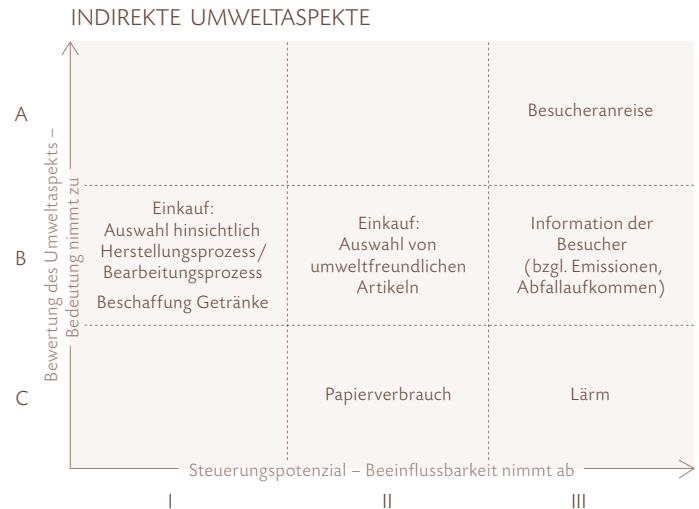 INDIREKTE UMWELTASPEKTE
A
Besucheranreise
Bewertung des Umweltaspekts –
Bedeutung nimmt zu
B
Einkauf:
Auswahl hinsichtlich
Herstellungsprozess/
Bearbeitungsprozess
Beschaffung Getränke
Einkauf:
Auswahl von
umweltfreundlichen
Artikeln
Information der
Besucher
(bzgl. Emissionen,
Abfallaufkommen)
C
Papierverbrauch
Lärm
Steuerungspotenzial – Beeinflussbarkeit nimmt ab
I
II
III